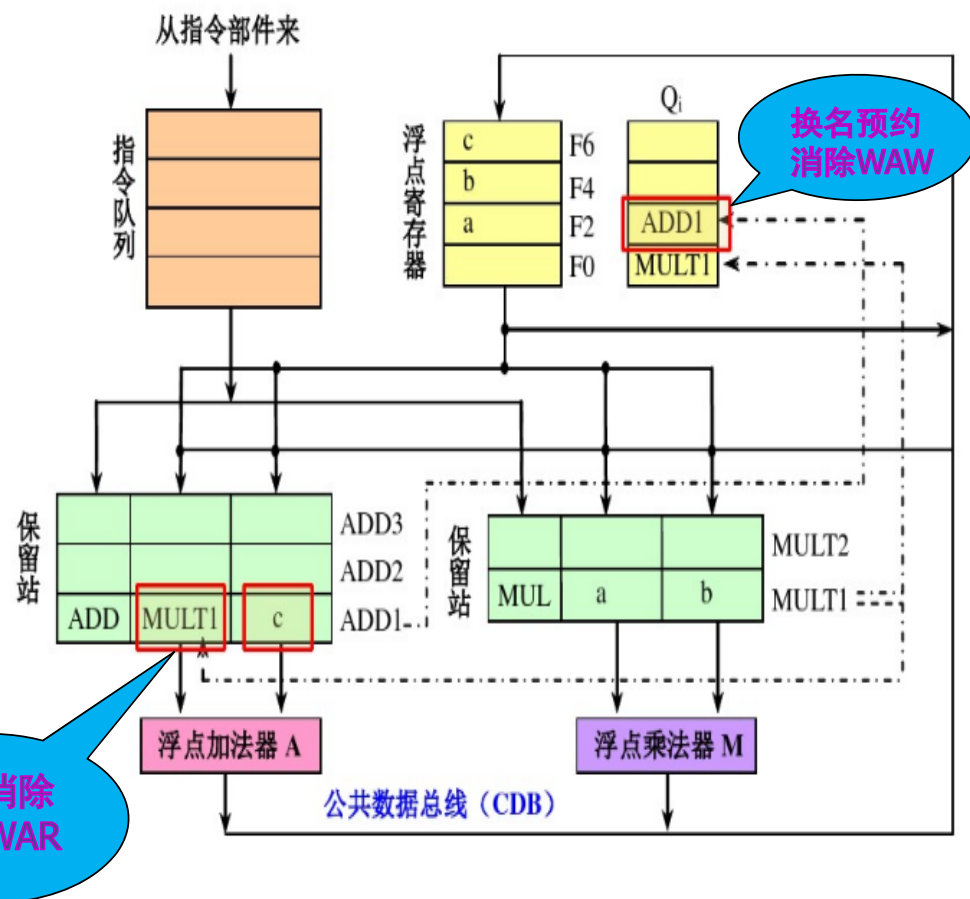 从指令部件来
指令队列
浮点寄存器
c
b
a
F6
F4
F2
F0
Qi
ADD1
MULT1
换名预约
消除WAW
保留站
ADD3
ADD2
ADD MULT1 c ADD1
保留站
MULT2
MUL a b MULT1
浮点加法器 A
浮点乘法器 M
消除
WAR
公共数据总线（CDB）